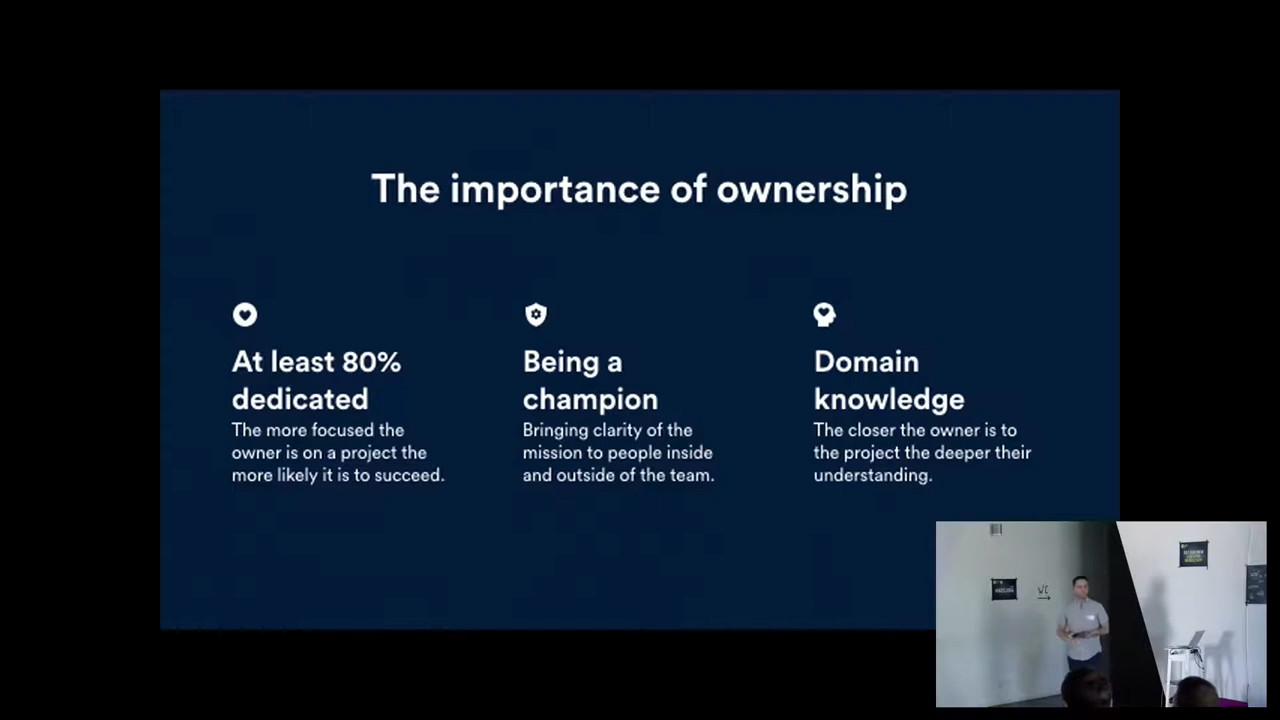 The importance of ownership
At least 80%
dedicated
The more focused the
owner is on a project the
more likely it is to succeed.
Being a
champion
Bringing clarity of the
mission to people inside
and outside of the team.
Domain
knowledge
The closer the owner is to
the project the deeper their
understanding.
WC